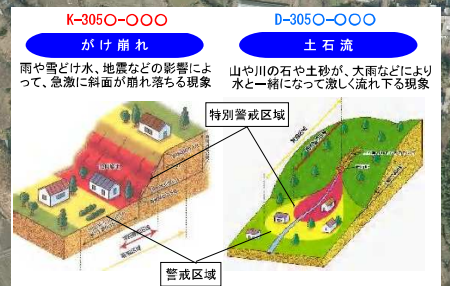 K-305〇-〇〇〇
がけ崩れ
雨や雪どけ水、地震などの影響によ
って、急激に斜面が崩れ落ちる現象
D-305〇-〇〇〇
土石流
山や川の石や土砂が、大雨などにより
水と一緒になって激しく流れ下る現象
特別警戒区域
警戒区域